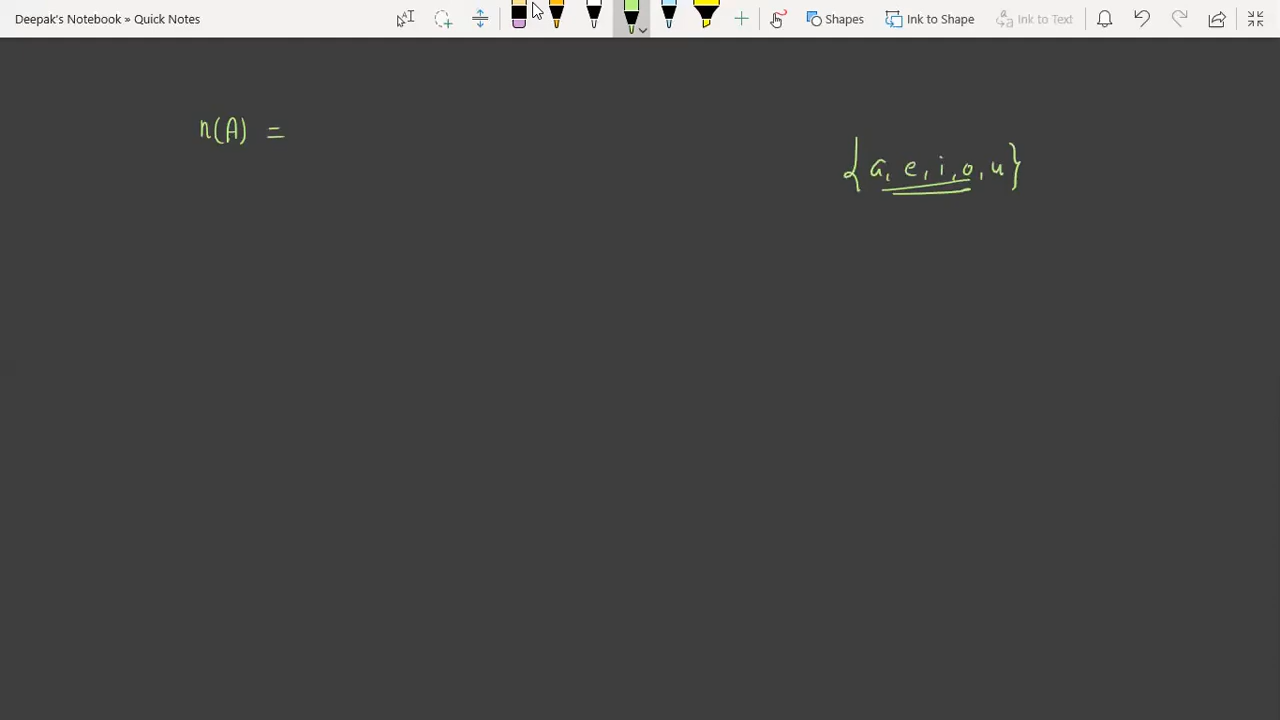 Deepak's Notebook » Quick Notes
Shapes
Ink to Shape
Ink to Text
n(A) =
{a, e, i, o, u}